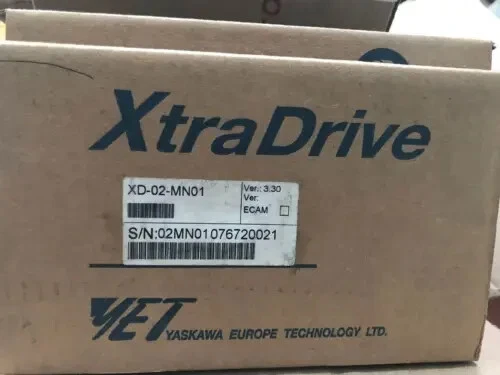 XtraDrive
XD-02-MN01
Ver.: 3.30
Ver:
ECAM
S/N:02MN01076720021
YET
YASKAWA EUROPE TECHNOLOGY LTD.